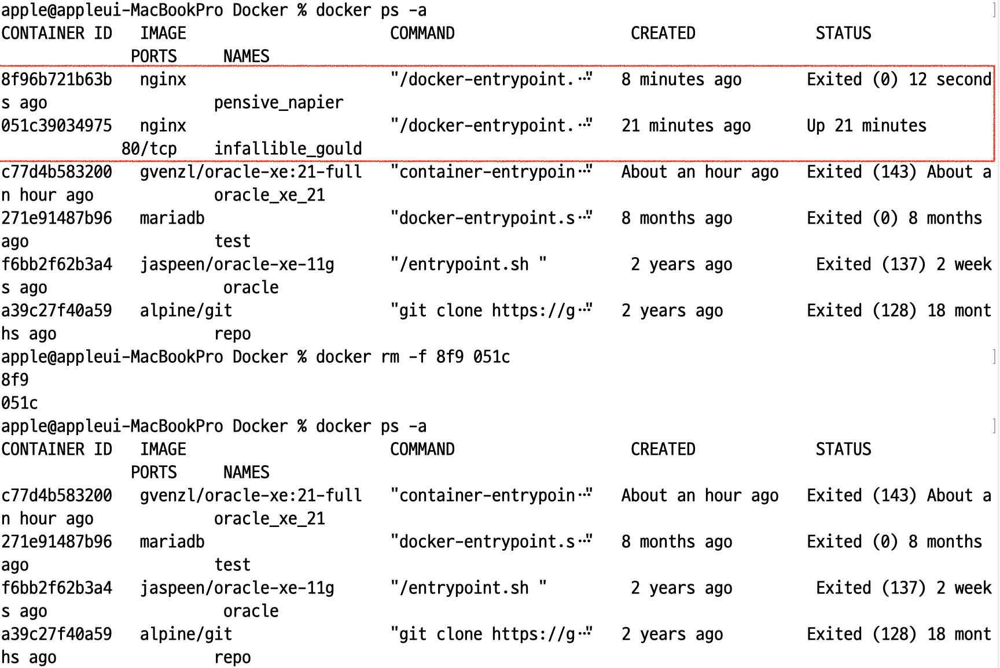 apple@appleui-MacBookPro Docker % docker ps -a
CONTAINER ID   IMAGE                      COMMAND                   CREATED             STATUS
              PORTS     NAMES
8f96b721b63b   nginx                      "/docker-entrypoint.…"   8 minutes ago       Exited (0) 12 second
s ago                  pensive_napier
051c39034975   nginx                      "/docker-entrypoint.…"   21 minutes ago      Up 21 minutes
             80/tcp    infallible_gould
c77d4b583200   gvenzl/oracle-xe:21-full   "container-entrypoin…"   About an hour ago   Exited (143) About a
n hour ago             oracle_xe_21
271e91487b96   mariadb                    "docker-entrypoint.s…"   8 months ago        Exited (0) 8 months
ago                    test
f6bb2f62b3a4   jaspeen/oracle-xe-11g      "/entrypoint.sh "         2 years ago         Exited (137) 2 week
s ago                   oracle
a39c27f40a59   alpine/git                 "git clone https://g…"   2 years ago         Exited (128) 18 mont
hs ago                 repo
apple@appleui-MacBookPro Docker % docker rm -f 8f9 051c
8f9
051c
apple@appleui-MacBookPro Docker % docker ps -a
CONTAINER ID   IMAGE                      COMMAND                   CREATED             STATUS
              PORTS     NAMES
c77d4b583200   gvenzl/oracle-xe:21-full   "container-entrypoin…"   About an hour ago   Exited (143) About a
n hour ago             oracle_xe_21
271e91487b96   mariadb                    "docker-entrypoint.s…"   8 months ago        Exited (0) 8 months
ago                    test
f6bb2f62b3a4   jaspeen/oracle-xe-11g      "/entrypoint.sh "         2 years ago         Exited (137) 2 week
s ago                   oracle
a39c27f40a59   alpine/git                 "git clone https://g…"   2 years ago         Exited (128) 18 mont
hs ago                 repo